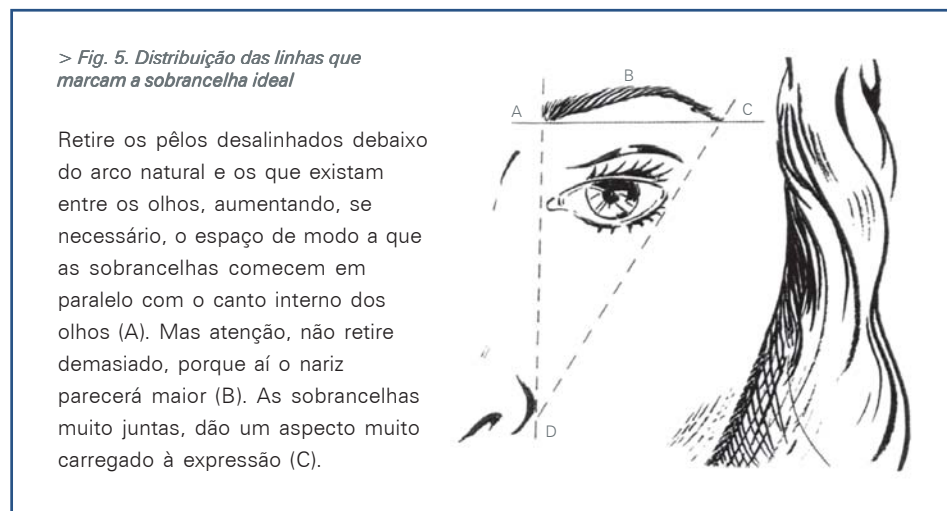 > Fig. 5. Distribuição das linhas que
marcam a sobrancelha ideal
Retire os pêlos desalinhados debaixo
do arco natural e os que existam
entre os olhos, aumentando, se
necessário, o espaço de modo a que
as sobrancelhas comecem em
paralelo com o canto interno dos
olhos (A). Mas atenção, não retire
demasiado, porque aí o nariz
parecerá maior (B). As sobrancelhas
muito juntas, dão um aspecto muito
carregado à expressão (C).
B
A
C
D